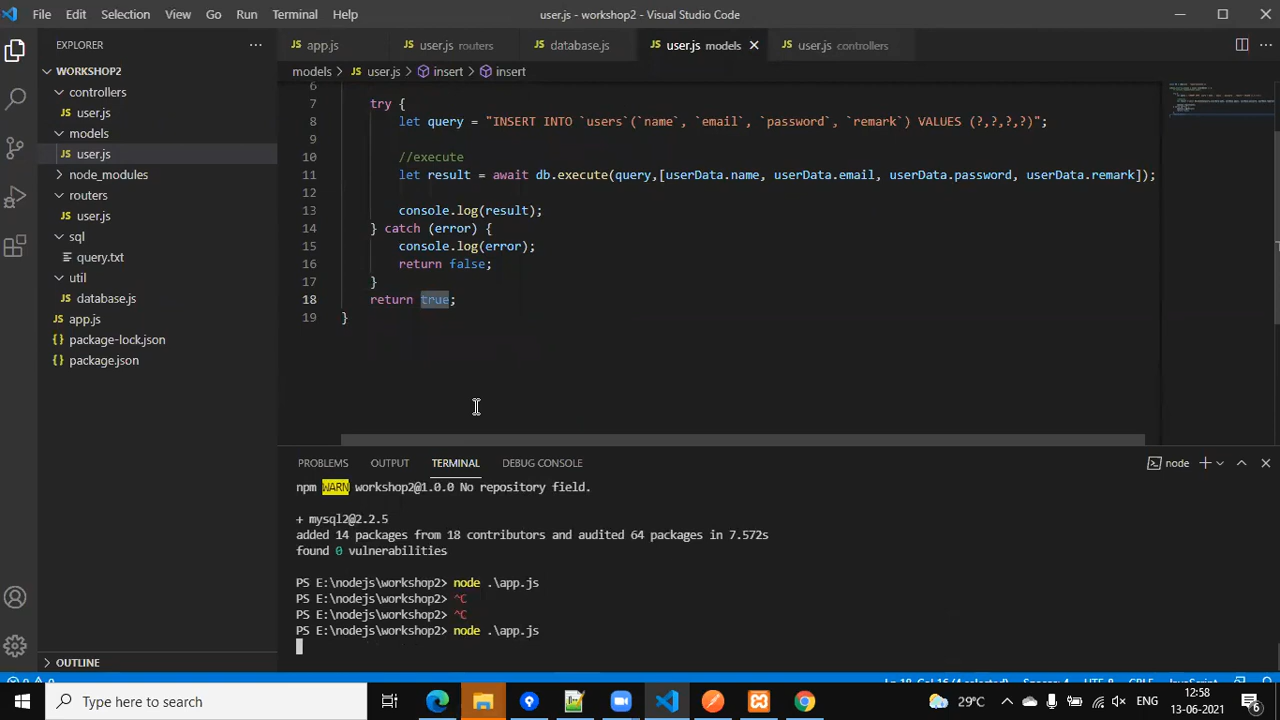 File Edit Selection View Go Run Terminal Help user.js - workshop2 - Visual Studio Code
EXPLORER
WORKSHOP2
controllers
user.js
models
user.js
node_modules
routers
user.js
sql
query.txt
util
database.js
app.js
package-lock.json
package.json
OUTLINE
JS app.js JS user.js routers JS database.js JS user.js models JS user.js controllers
models > JS user.js > insert > insert
6
7 try {
8 let query = "INSERT INTO `users`(`name`, `email`, `password`, `remark`) VALUES (?,?,?,?)";
10 //execute
11 let result = await db.execute(query,[userData.name, userData.email, userData.password, userData.remark]);
12
13 console.log(result);
14 } catch (error) {
15 console.log(error);
16 return false;
17 }
18 return true;
19 }
PROBLEMS OUTPUT TERMINAL DEBUG CONSOLE node
npm WARN workshop2@1.0.0 No repository field.
+ mysql2@2.2.5
added 14 packages from 18 contributors and audited 64 packages in 7.572s
found 0 vulnerabilities
PS E:\nodejs\workshop2> node .\app.js
PS E:\nodejs\workshop2> ^C
PS E:\nodejs\workshop2> ^C
PS E:\nodejs\workshop2> node .\app.js
Type here to search
29°C
ENG
12:58
13-06-2021
6